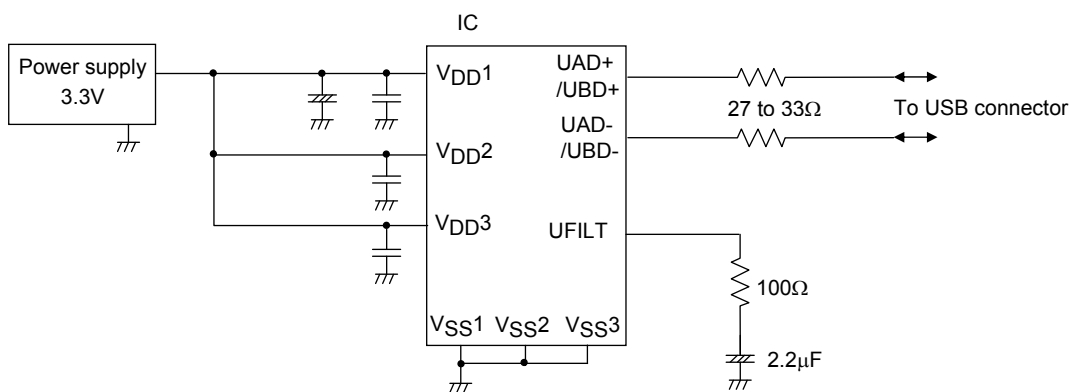 IC
Power supply
3.3V
VDD1
VDD2
VDD3
UAD+
/UBD+
UAD-
/UBD-
UFILT
VSS1 VSS2 VSS3
27 to 33Ω
To USB connector
100Ω
2.2μF